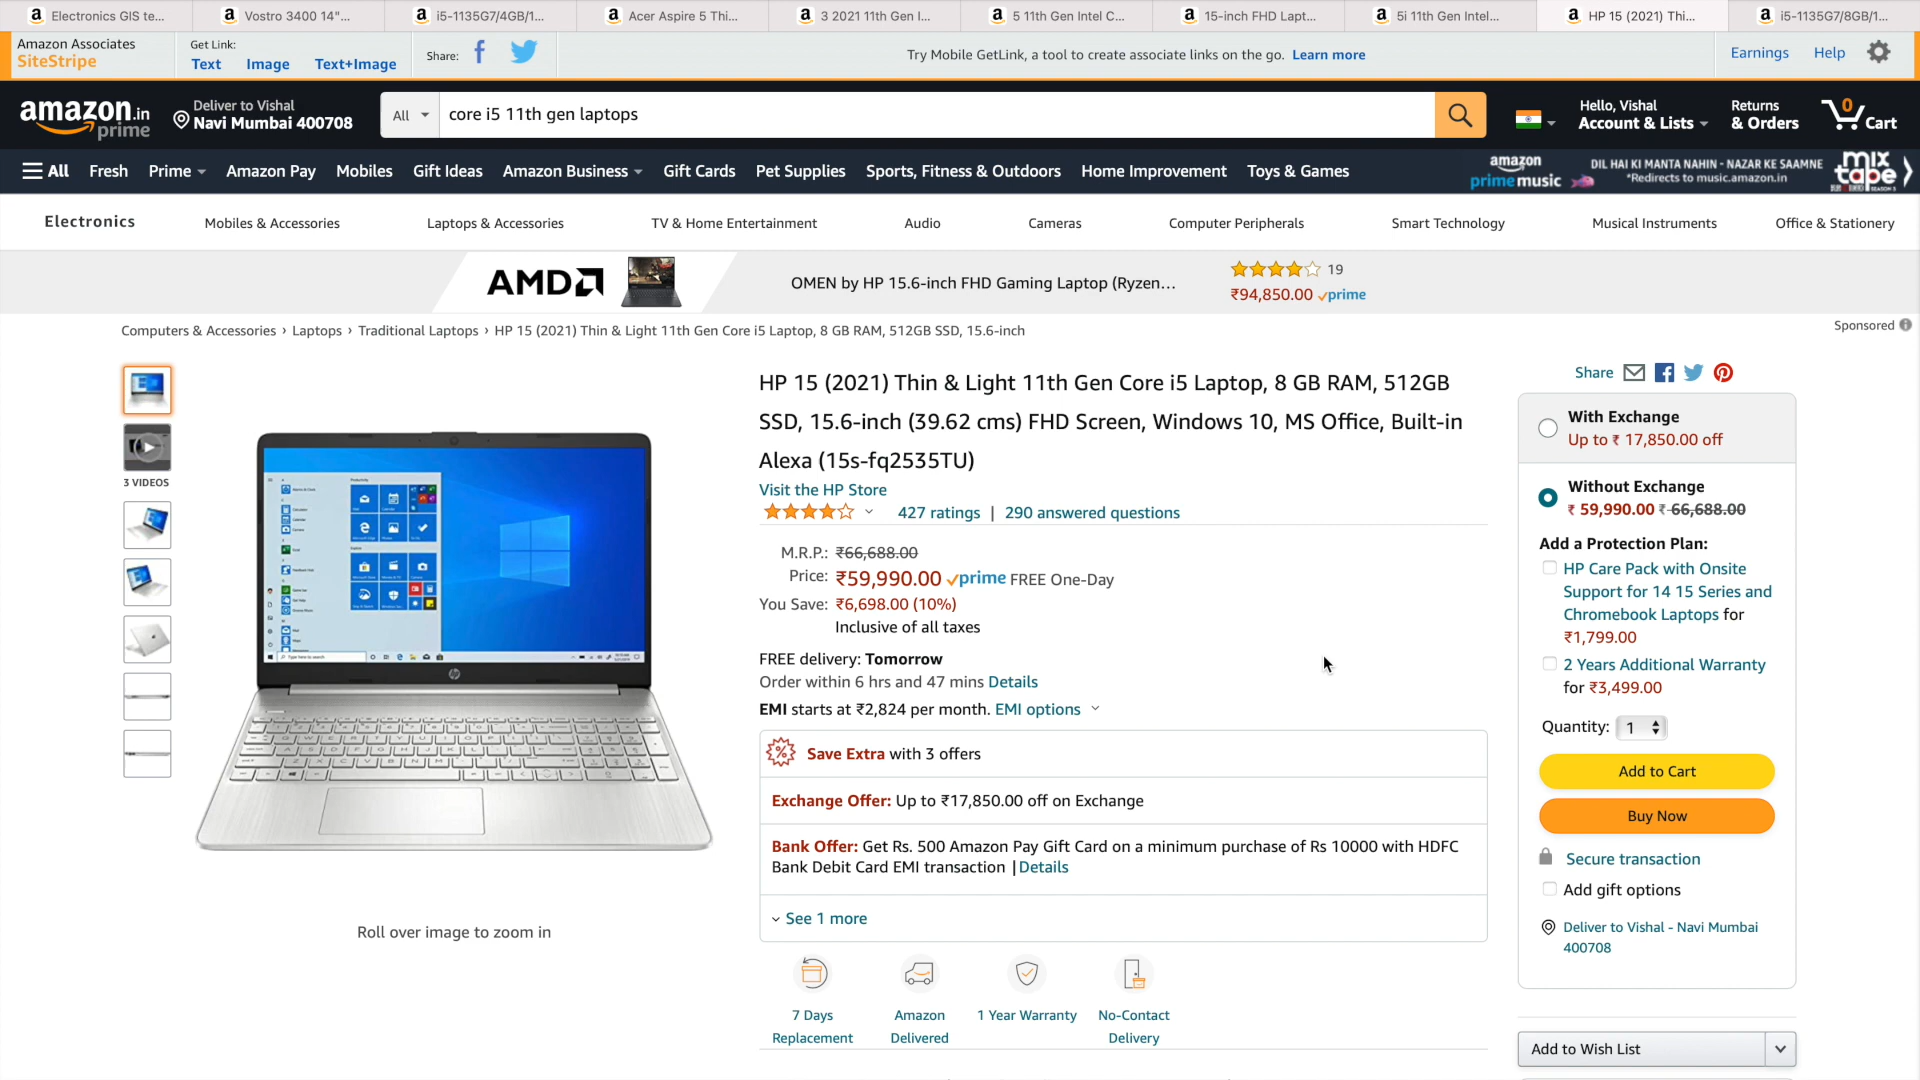 Electronics GIS te...
Vostro 3400 14"...
i5-1135G7/4GB/1...
Acer Aspire 5 Thi...
3 2021 11th Gen I...
5 11th Gen Intel C...
15-inch FHD Lapt...
5i 11th Gen Intel...
HP 15 (2021) Thi...
i5-1135G7/8GB/1...
Amazon Associates
SiteStripe
Get Link:
Text Image Text+Image
Share:
Try Mobile GetLink, a tool to create associate links on the go. Learn more
Earnings Help
amazon.in
prime
Deliver to Vishal
Navi Mumbai 400708
All
core i5 11th gen laptops
Hello, Vishal
Account & Lists
Returns
& Orders
0
Cart
All Fresh Prime Amazon Pay Mobiles Gift Ideas Amazon Business Gift Cards Pet Supplies Sports, Fitness & Outdoors Home Improvement Toys & Games
amazon
prime music
DIL HAI KI MANTA NAHIN - NAZAR KE SAAMNE
*Redirects to music.amazon.in
mix
tape
Electronics Mobiles & Accessories Laptops & Accessories TV & Home Entertainment Audio Cameras Computer Peripherals Smart Technology Musical Instruments Office & Stationery
AMD
OMEN by HP 15.6-inch FHD Gaming Laptop (Ryzen...
19
₹94,850.00 prime
Computers & Accessories › Laptops › Traditional Laptops › HP 15 (2021) Thin & Light 11th Gen Core i5 Laptop, 8 GB RAM, 512GB SSD, 15.6-inch
Sponsored
3 VIDEOS
hp
Roll over image to zoom in
HP 15 (2021) Thin & Light 11th Gen Core i5 Laptop, 8 GB RAM, 512GB
SSD, 15.6-inch (39.62 cms) FHD Screen, Windows 10, MS Office, Built-in
Alexa (15s-fq2535TU)
Visit the HP Store
427 ratings | 290 answered questions
M.R.P.: ₹66,688.00
Price: ₹59,990.00 prime FREE One-Day
You Save: ₹6,698.00 (10%)
Inclusive of all taxes
FREE delivery: Tomorrow
Order within 6 hrs and 47 mins Details
EMI starts at ₹2,824 per month. EMI options
Save Extra with 3 offers
Exchange Offer: Up to ₹17,850.00 off on Exchange
Bank Offer: Get Rs. 500 Amazon Pay Gift Card on a minimum purchase of Rs 10000 with HDFC
Bank Debit Card EMI transaction | Details
See 1 more
7 Days
Replacement
Amazon
Delivered
1 Year Warranty
No-Contact
Delivery
Share
With Exchange
Up to ₹ 17,850.00 off
Without Exchange
₹ 59,990.00 ₹ 66,688.00
Add a Protection Plan:
HP Care Pack with Onsite
Support for 14 15 Series and
Chromebook Laptops for
₹1,799.00
2 Years Additional Warranty
for ₹3,499.00
Quantity: 1
Add to Cart
Buy Now
Secure transaction
Add gift options
Deliver to Vishal - Navi Mumbai
400708
Add to Wish List